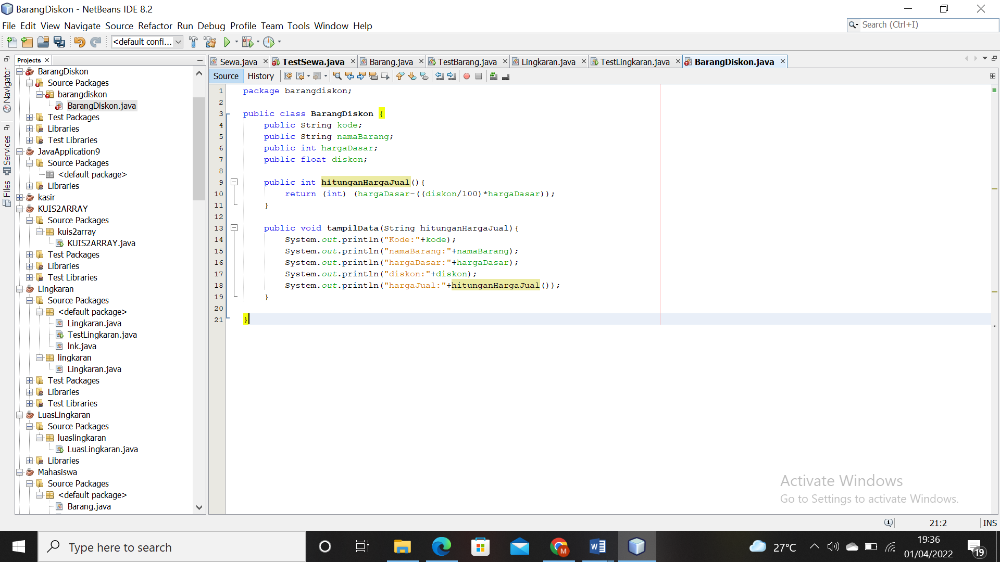 BarangDiskon - NetBeans IDE 8.2
File Edit View Navigate Source Refactor Run Debug Profile Team Tools Window Help
Search (Ctrl+I)
<default confi...
Navigator
Services
Files
Projects
BarangDiskon
Source Packages
barangdiskon
BarangDiskon.java
Test Packages
Libraries
Test Libraries
JavaApplication9
Source Packages
<default package>
Libraries
kasir
KUIS2ARRAY
Source Packages
kuis2array
KUIS2ARRAY.java
Test Packages
Libraries
Test Libraries
Lingkaran
Source Packages
<default package>
Lingkaran.java
TestLingkaran.java
lnk.java
lingkaran
Lingkaran.java
Test Packages
Libraries
Test Libraries
LuasLingkaran
Source Packages
luaslingkaran
LuasLingkaran.java
Libraries
Mahasiswa
Source Packages
<default package>
Barang.java
Sewa.java TestSewa.java Barang.java TestBarang.java Lingkaran.java TestLingkaran.java BarangDiskon.java
Source History
1 package barangdiskon;
2
3 public class BarangDiskon {
4 public String kode;
5 public String namaBarang;
6 public int hargaDasar;
7 public float diskon;
8
9 public int hitunganHargaJual(){
10 return (int) (hargaDasar-((diskon/100)*hargaDasar));
11 }
12
13 public void tampilData(String hitunganHargaJual){
14 System.out.println("Kode:"+kode);
15 System.out.println("namaBarang:"+namaBarang);
16 System.out.println("hargaDasar:"+hargaDasar);
17 System.out.println("diskon:"+diskon);
18 System.out.println("hargaJual:"+hitunganHargaJual());
19 }
20
21 }
Activate Windows
Go to Settings to activate Windows.
21:2 INS
Type here to search
27°C
19:36
01/04/2022
19